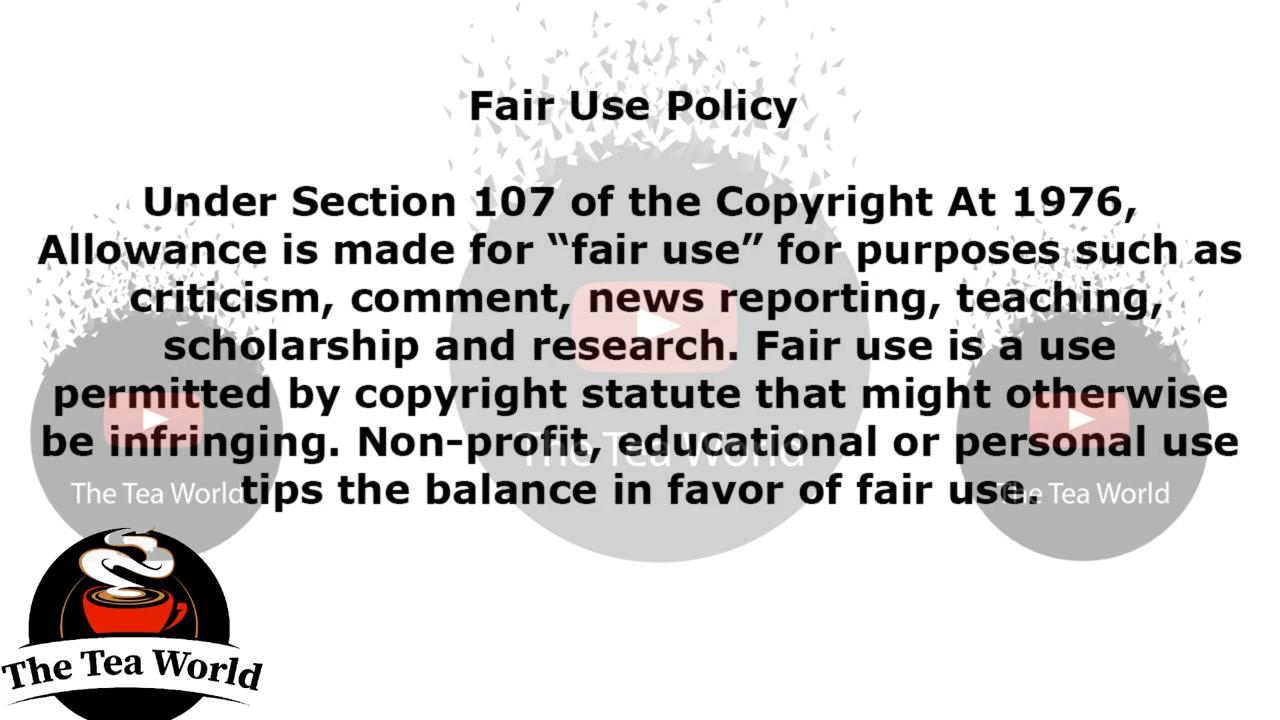 Fair Use Policy
Under Section 107 of the Copyright At 1976,
Allowance is made for “fair use” for purposes such as
criticism, comment, news reporting, teaching,
scholarship and research. Fair use is a use
permitted by copyright statute that might otherwise
be infringing. Non-profit, educational or personal use
The Tea World
tips the balance in favor of fair use.
The Tea World
The Tea World
The Tea World